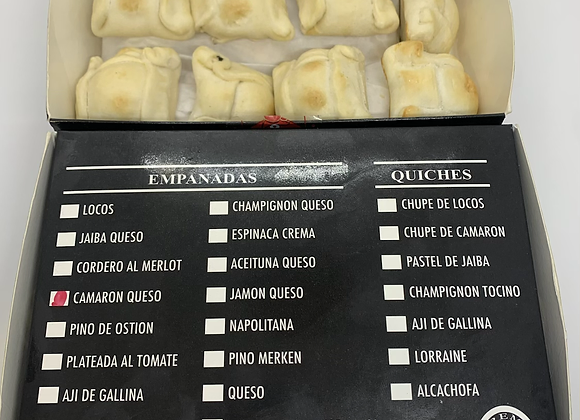 EMPANADAS
LOCOS
JAIBA QUESO
CORDERO AL MERLOT
CAMARON QUESO
PINO DE OSTION
PLATEADA AL TOMATE
AJI DE GALLINA
CHAMPIGNON QUESO
ESPINACA CREMA
ACEITUNA QUESO
JAMON QUESO
NAPOLITANA
PINO MERKEN
QUESO
QUICHES
CHUPE DE LOCOS
CHUPE DE CAMARON
PASTEL DE JAIBA
CHAMPIGNON TOCINO
AJI DE GALLINA
LORRAINE
ALCACHOFA